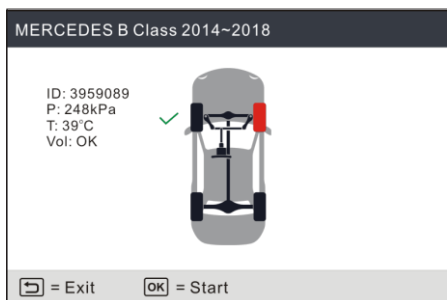 MERCEDES B Class 2014~2018
ID: 3959089
P: 248kPa
T: 39°C
Vol: OK
= Exit OK = Start